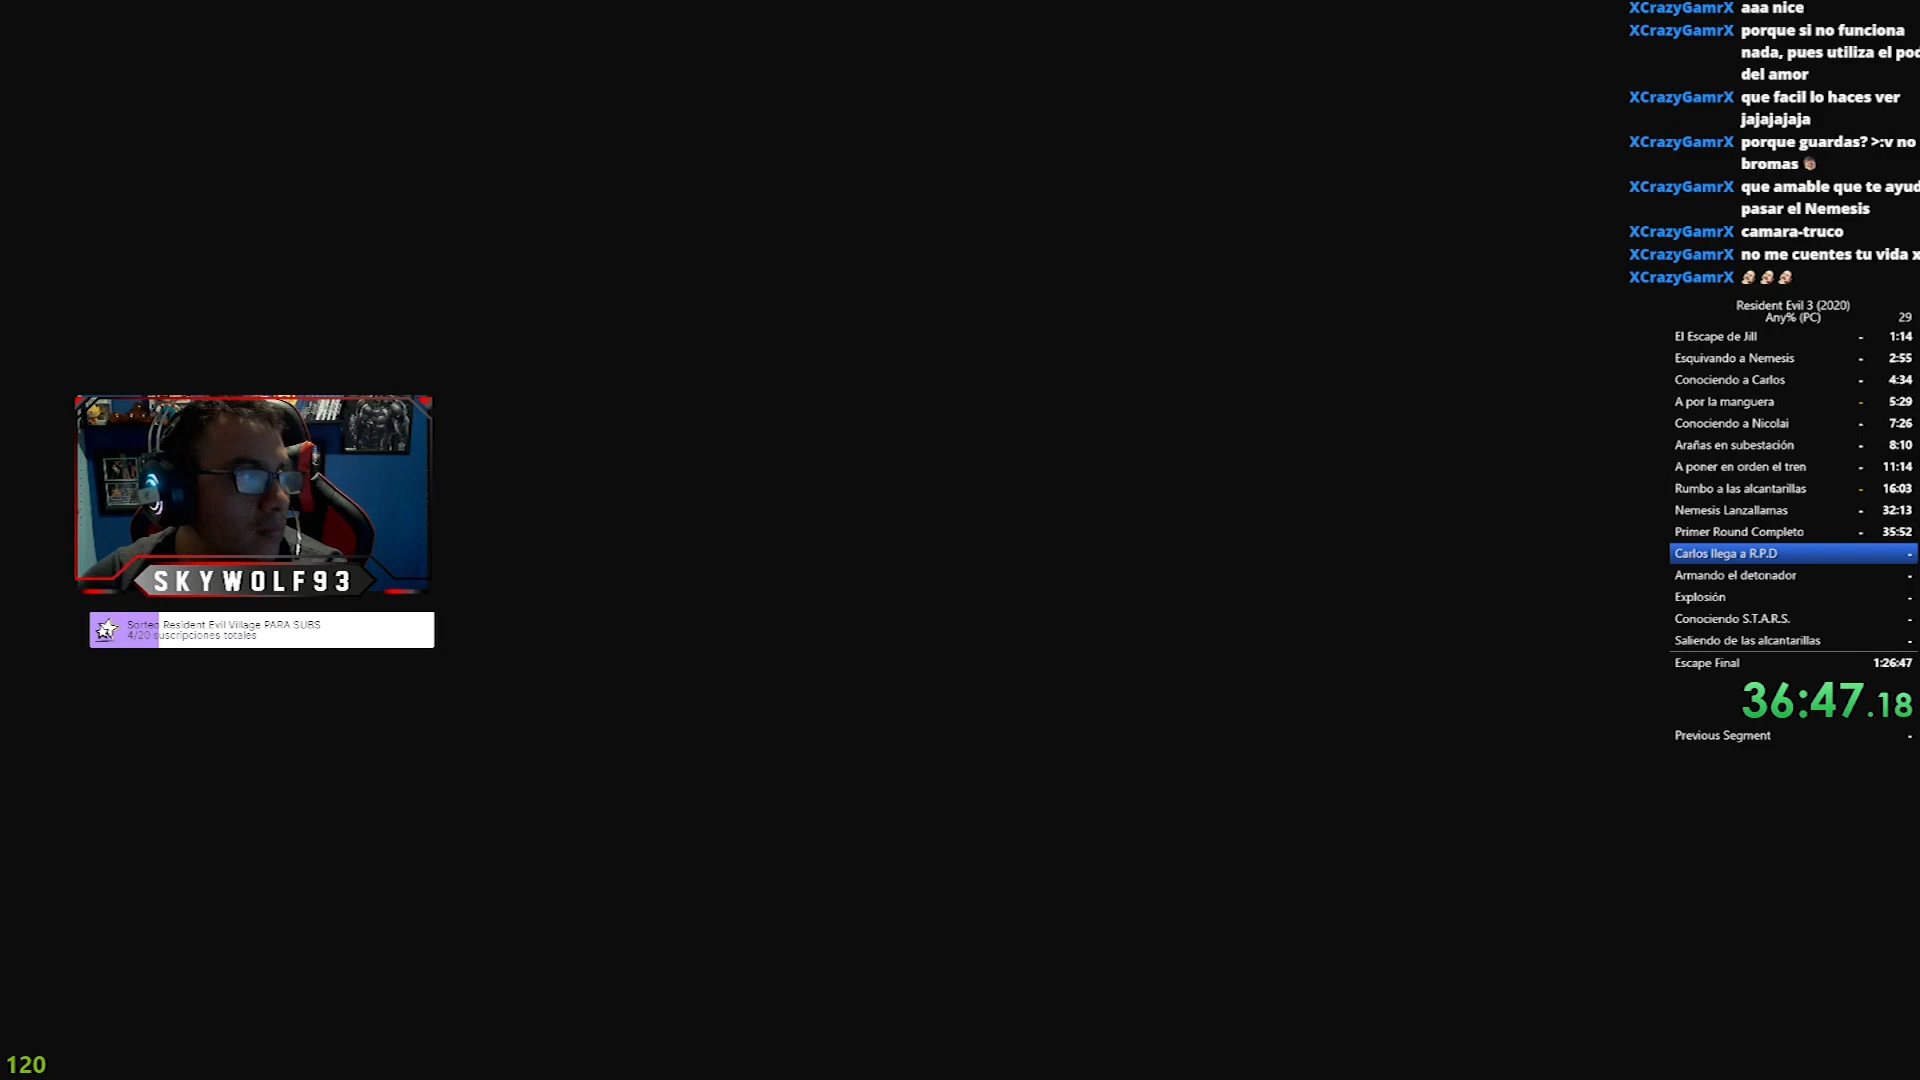 XCrazyGamrX aaa nice
XCrazyGamrX porque si no funciona
nada, pues utiliza el pod
del amor
XCrazyGamrX que facil lo haces ver
jajajajaja
XCrazyGamrX porque guardas? >:v no
bromas
XCrazyGamrX que amable que te ayud
pasar el Nemesis
XCrazyGamrX camara-truco
XCrazyGamrX no me cuentes tu vida x
XCrazyGamrX
Resident Evil 3 (2020)
Any% (PC) 29
El Escape de Jill - 1:14
Esquivando a Nemesis - 2:55
Conociendo a Carlos - 4:34
A por la manguera - 5:29
Conociendo a Nicolai - 7:26
Arañas en subestación - 8:10
A poner en orden el tren - 11:14
Rumbo a las alcantarillas - 16:03
Nemesis Lanzallamas - 32:13
Primer Round Completo - 35:52
Carlos llega a R.P.D -
Armando el detonador -
Explosión -
Conociendo S.T.A.R.S. -
Saliendo de las alcantarillas -
Escape Final 1:26:47
36:47.18
Previous Segment -
SKYWOLF93
Sorteo Resident Evil Village PARA SUBS
4/20 suscripciones totales
120